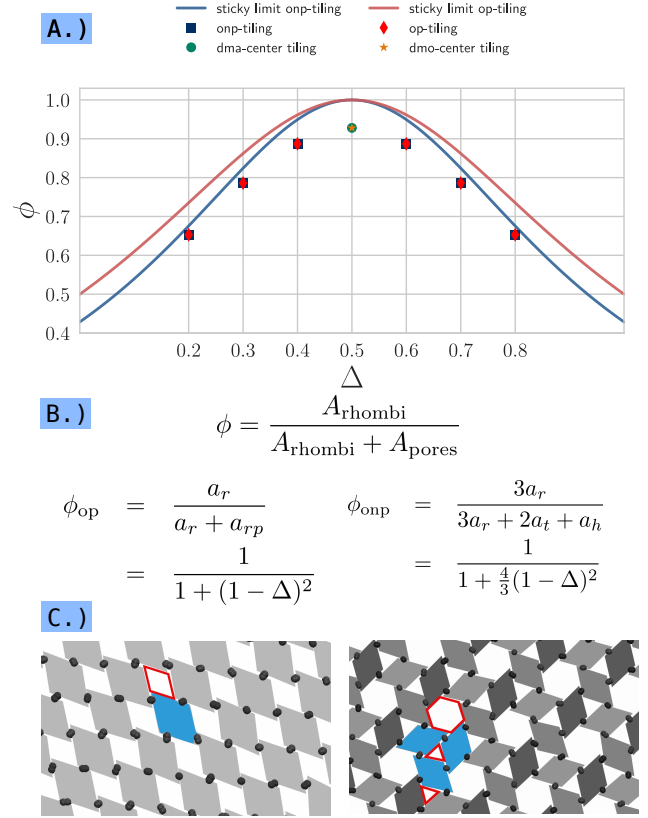 A.)
sticky limit onp-tiling
sticky limit op-tiling
onp-tiling
op-tiling
dma-center tiling
dmo-center tiling
1.0
0.9
0.8
0.7
0.6
0.5
0.4
ϕ
0.2 0.3 0.4 0.5 0.6 0.7 0.8
Δ
B.)
ϕ = A_rhombi / (A_rhombi + A_pores)
ϕ_op = a_r / (a_r + a_rp)
= 1 / (1 + (1 − Δ)²)
ϕ_onp = 3a_r / (3a_r + 2a_t + a_h)
= 1 / (1 + 4/3(1 − Δ)²)
C.)